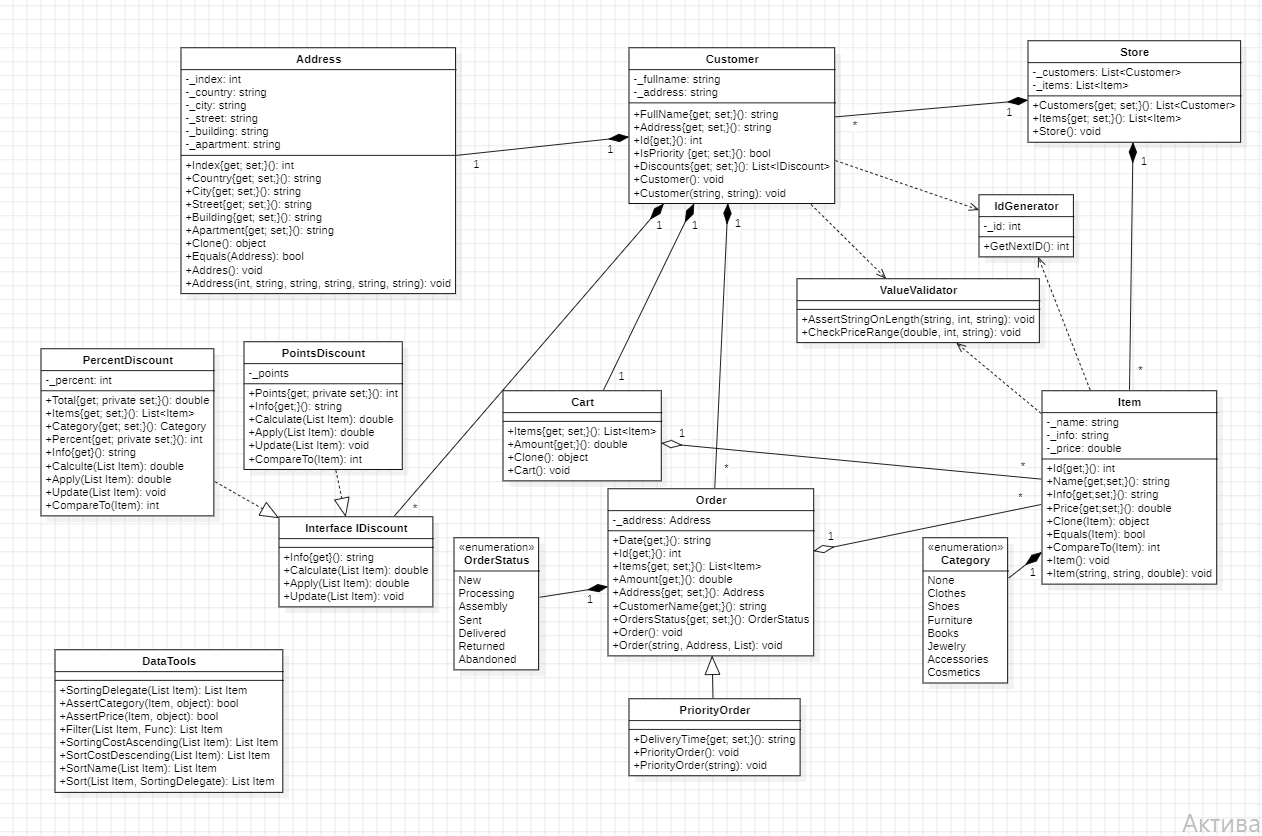 Address
-_index: int
-_country: string
-_city: string
-_street: string
-_building: string
-_apartment: string
+Index{get; set;}(): int
+Country{get; set;}(): string
+City{get; set;}(): string
+Street{get; set;}(): string
+Building{get; set;}(): string
+Apartment{get; set;}(): string
+Clone(): object
+Equals(Address): bool
+Addres(): void
+Address(int, string, string, string, string, string): void
Customer
-_fullname: string
-_address: string
+FullName{get; set;}(): string
+Address{get; set;}(): string
+Id{get;}(): int
+IsPriority {get; set;}(): bool
+Discounts{get; set;}(): List<IDiscount>
+Customer(): void
+Customer(string, string): void
Store
-_customers: List<Customer>
-_items: List<Item>
+Customers{get; set;}(): List<Customer>
+Items{get; set;}(): List<Item>
+Store(): void
1
1
*
1
1
1
1
1
*
IdGenerator
-_id: int
+GetNextID(): int
ValueValidator
+AssertStringOnLength(string, int, string): void
+CheckPriceRange(double, int, string): void
PercentDiscount
-_percent: int
+Total{get; private set;}(): double
+Items{get; set;}(): List<Item>
+Category{get; set;}(): Category
+Percent{get; private set;}(): int
+Info{get}(): string
+Calculte(List Item): double
+Apply(List Item): double
+Update(List Item): void
+CompareTo(Item): int
PointsDiscount
-_points
+Points{get; private set;}(): int
+Info{get;}(): string
+Calculate(List Item): double
+Apply(List Item): double
+Update(List Item): void
+CompareTo(Item): int
1
Cart
+Items{get; set;}(): List<Item>
+Amount{get;}(): double
+Clone(): object
+Cart(): void
1
*
*
*
*
1
Item
-_name: string
-_info: string
-_price: double
+Id{get;}(): int
+Name{get;set;}(): string
+Info{get;set;}(): string
+Price{get;set;}(): double
+Clone(Item): object
+Equals(Item): bool
+CompareTo(Item): int
+Item(): void
+Item(string, string, double): void
Interface IDiscount
+Info{get}(): string
+Calculate(List Item): double
+Apply(List Item): double
+Update(List Item): void
«enumeration»
OrderStatus
New
Processing
Assembly
Sent
Delivered
Returned
Abandoned
1
Order
-_address: Address
+Date{get;}(): string
+Id{get;}(): int
+Items{get; set;}(): List<Item>
+Amount{get;}(): double
+Address{get; set;}(): Address
+CustomerName{get;}(): string
+OrdersStatus{get; set;}(): OrderStatus
+Order(): void
+Order(string, Address, List): void
«enumeration»
Category
None
Clothes
Shoes
Furniture
Books
Jewelry
Accessories
Cosmetics
1
DataTools
+SortingDelegate(List Item): List Item
+AssertCategory(Item, object): bool
+AssertPrice(Item, object): bool
+Filter(List Item, Func): List Item
+SortingCostAscending(List Item): List Item
+SortCostDescending(List Item): List Item
+SortName(List Item): List Item
+Sort(List Item, SortingDelegate): List Item
PriorityOrder
+DeliveryTime{get; set;}(): string
+PriorityOrder(): void
+PriorityOrder(string): void
Актива